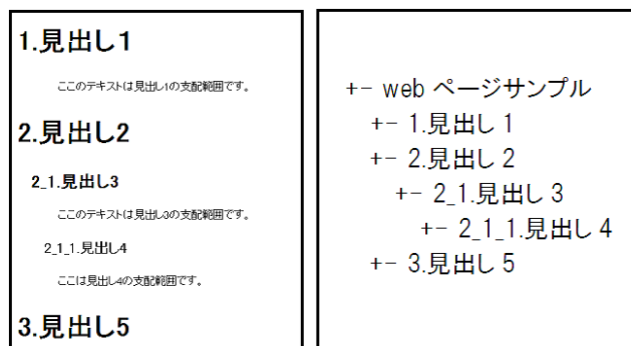 1.見出し1
ここのテキストは見出し1の支配範囲です。
2.見出し2
2_1.見出し3
ここのテキストは見出し3の支配範囲です。
2_1_1.見出し4
ここは見出し4の支配範囲です。
3.見出し5
+- web ページサンプル
+- 1.見出し 1
+- 2.見出し 2
+- 2_1.見出し 3
+- 2_1_1.見出し 4
+- 3.見出し 5